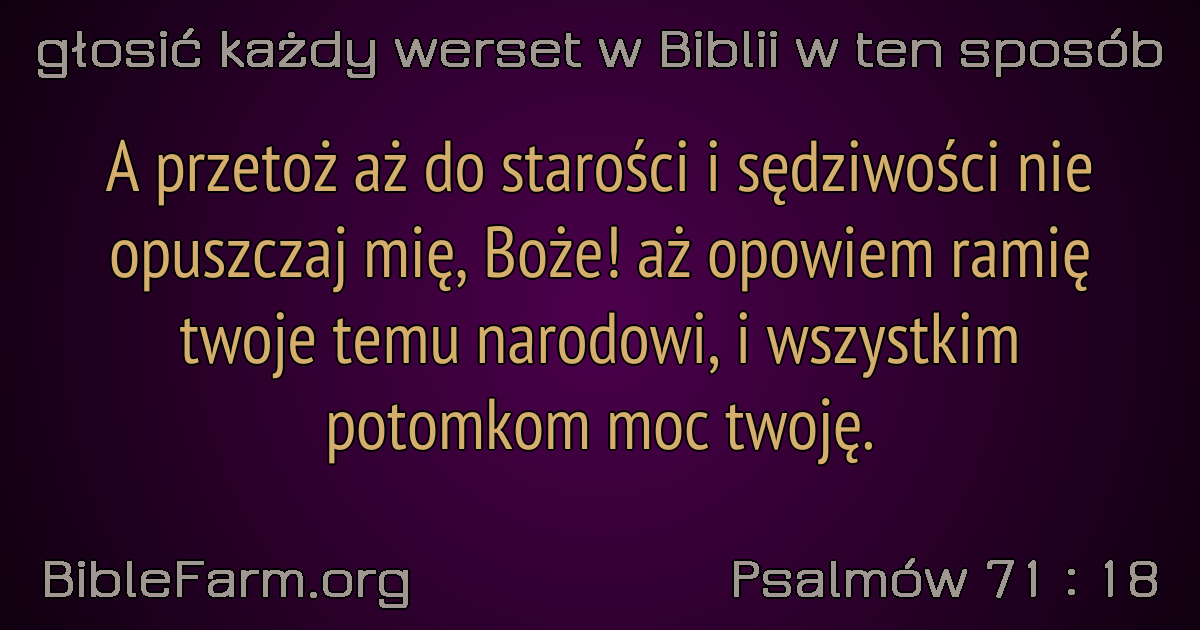 głosić każdy werset w Biblii w ten sposób
A przetoż aż do starości i sędziwości nie
opuszczaj mię, Boże! aż opowiem ramię
twoje temu narodowi, i wszystkim
potomkom moc twoję.
BibleFarm.org
Psalmów 71 : 18